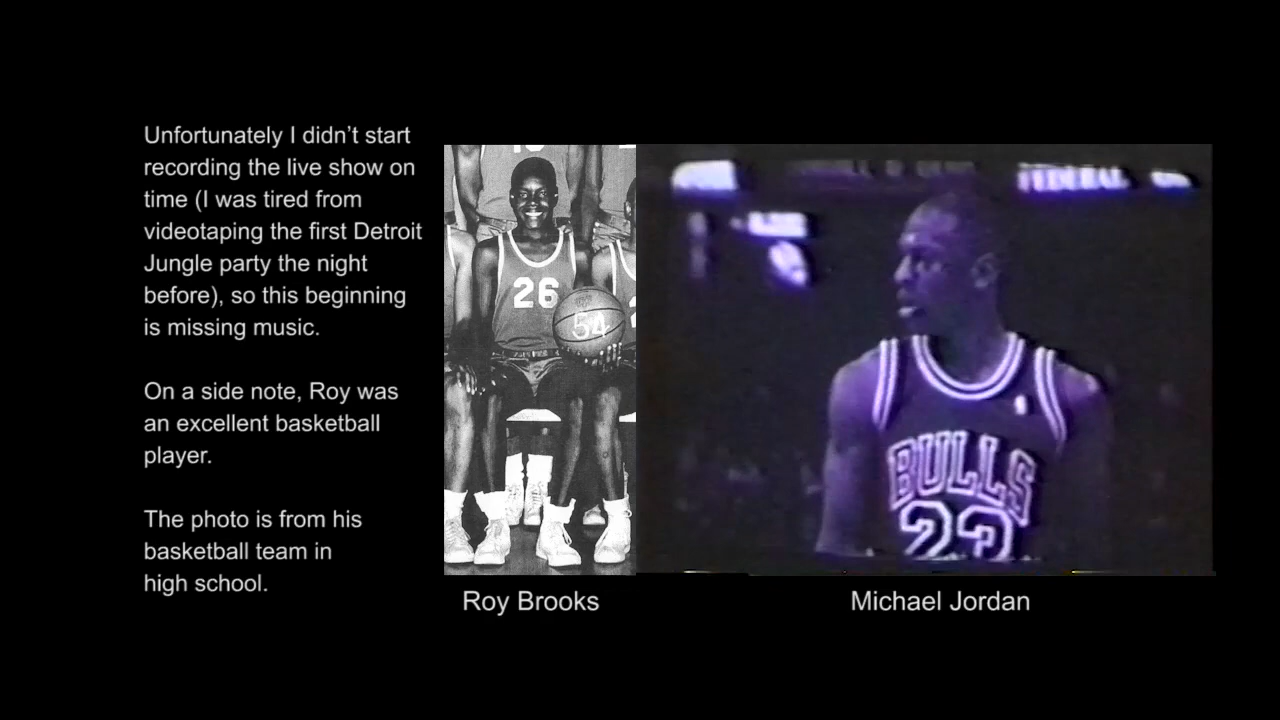 Unfortunately I didn’t start
recording the live show on
time (I was tired from
videotaping the first Detroit
Jungle party the night
before), so this beginning
is missing music.
On a side note, Roy was
an excellent basketball
player.
The photo is from his
basketball team in
high school.
26
54
Roy Brooks
FEDERAL
BULLS
23
Michael Jordan